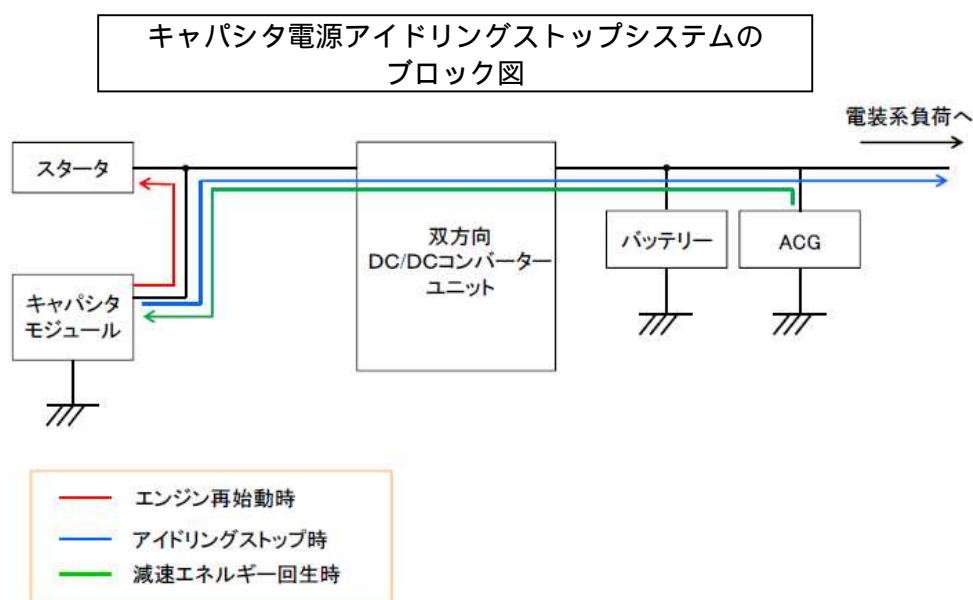 キャパシタ電源アイドリングストップシステムの
ブロック図
電装系負荷へ
スタータ
双方向
DC/DCコンバーター
ユニット
バッテリー
ACG
キャパシタ
モジュール
エンジン再始動時
アイドリングストップ時
減速エネルギー回生時